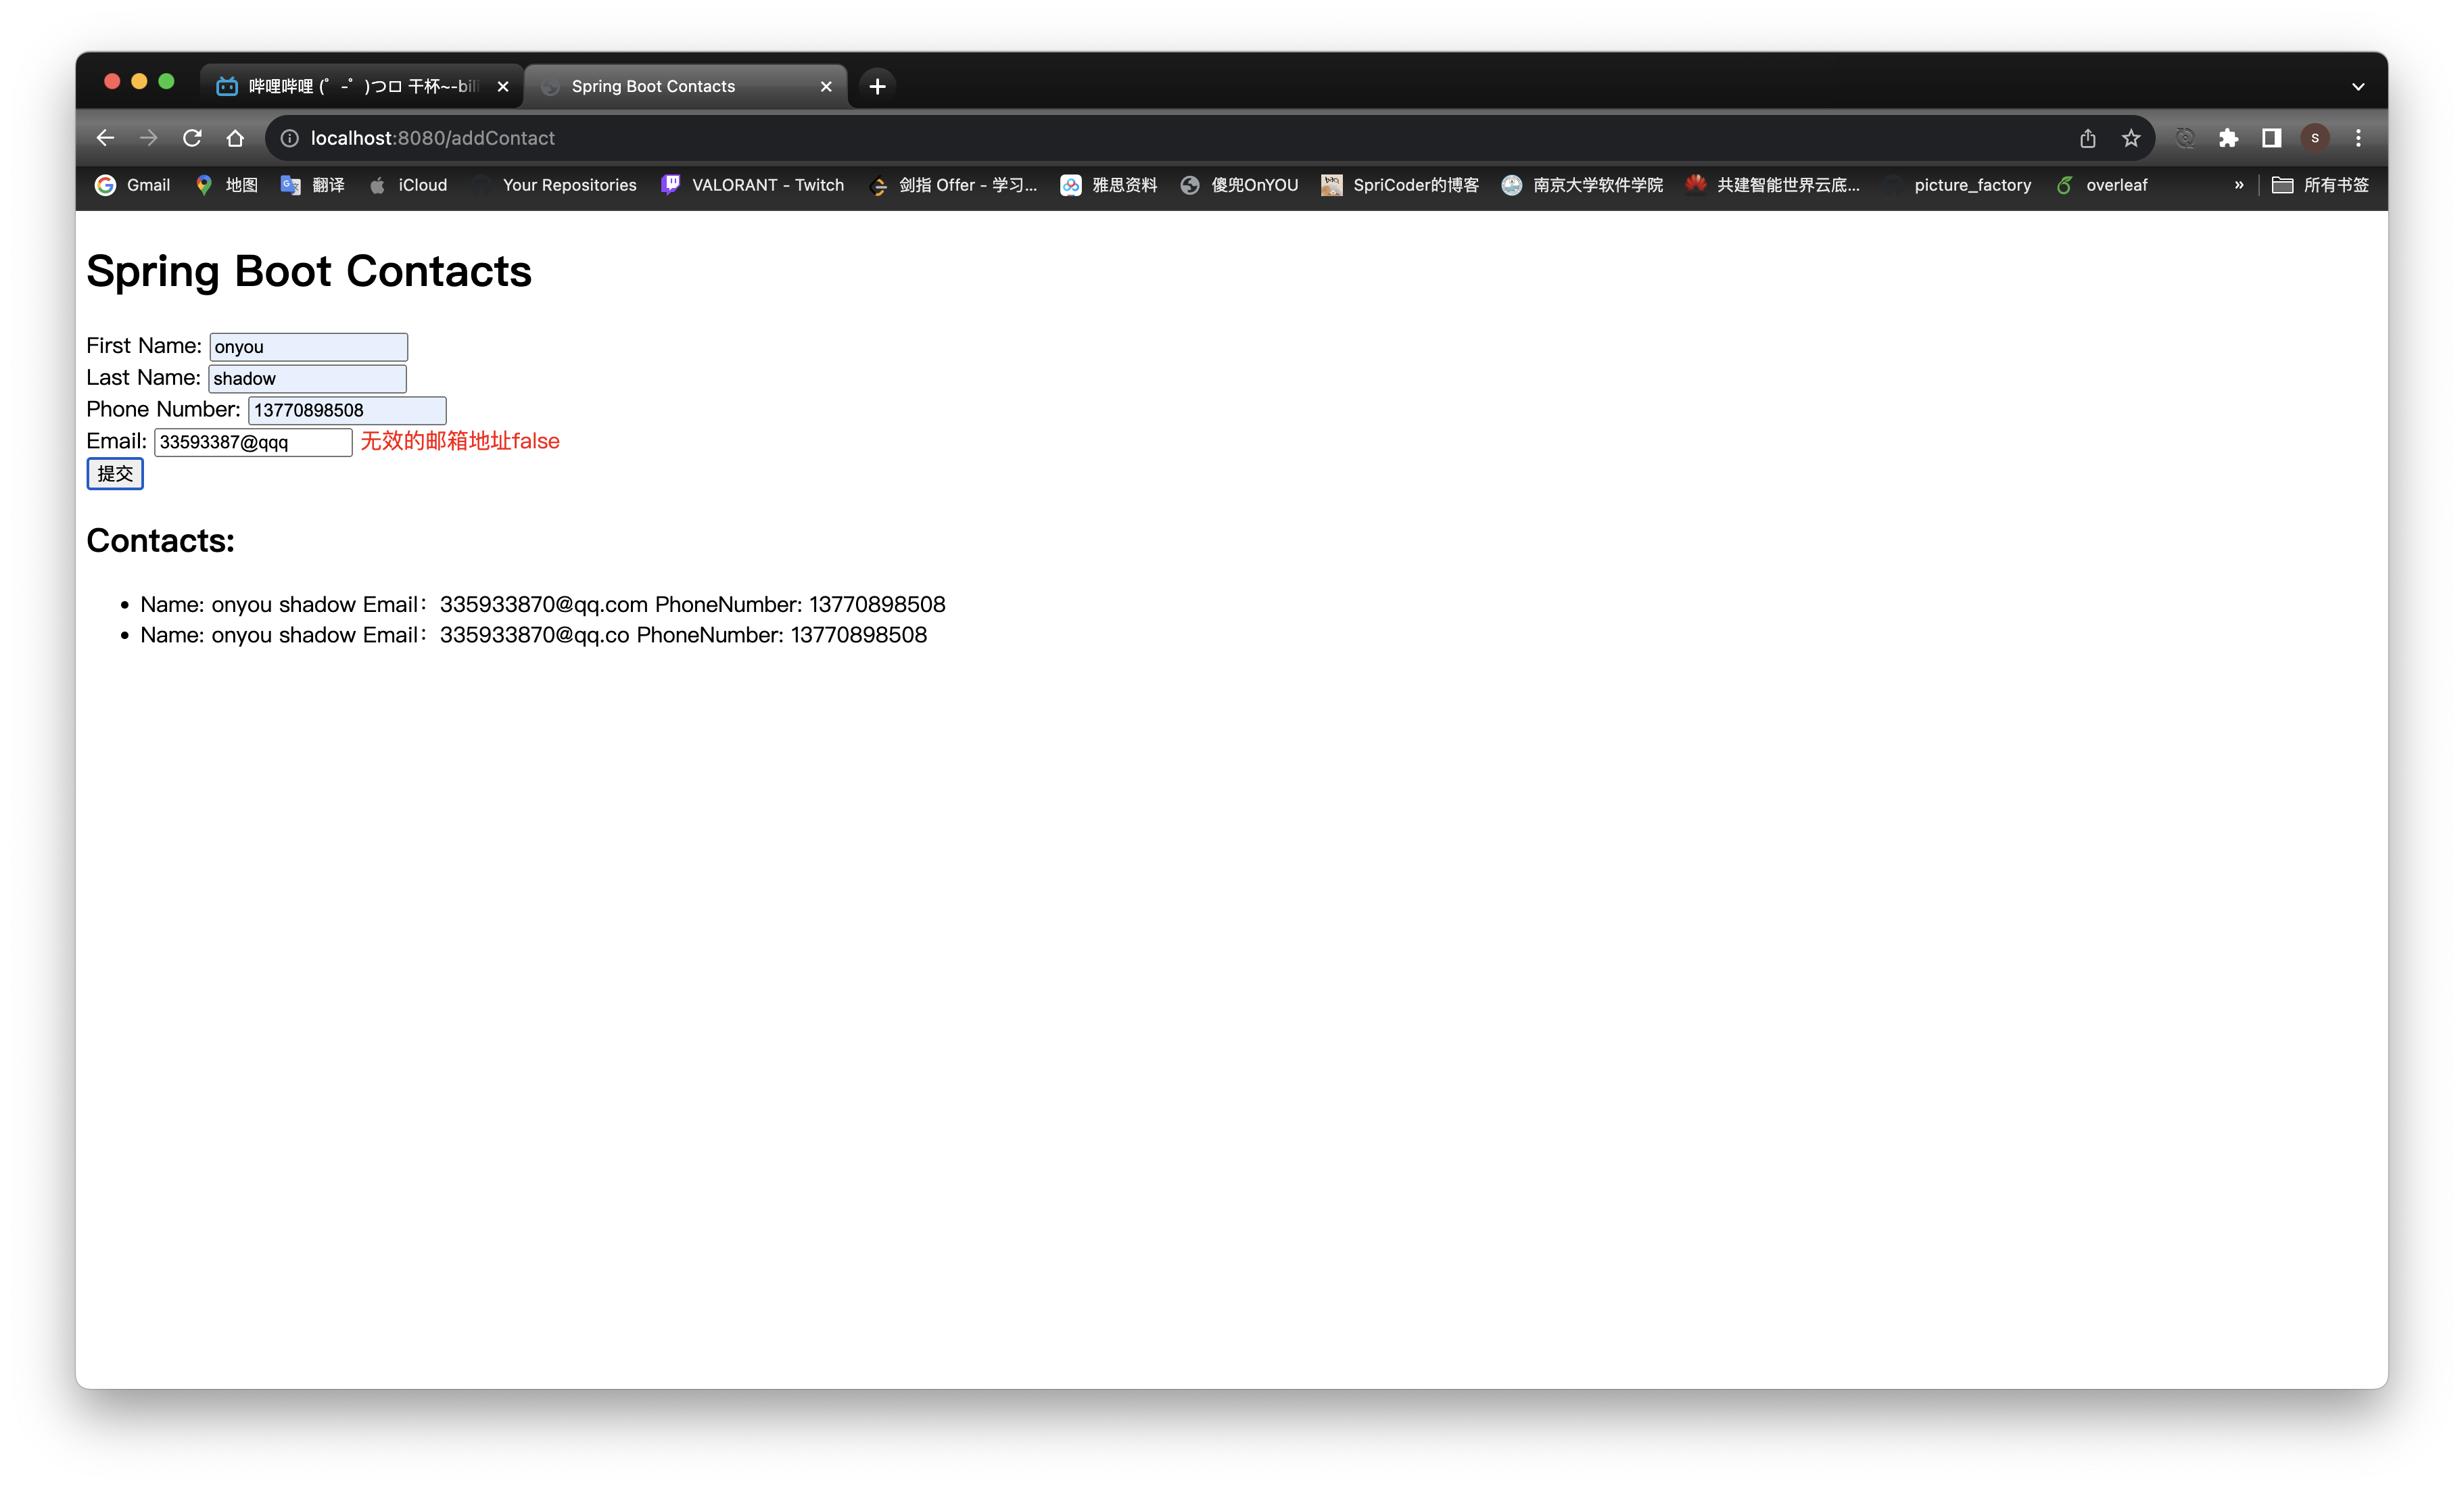 哔哩哔哩 (゜-゜)つロ 干杯~-bili
Spring Boot Contacts
localhost:8080/addContact
S
Gmail 地图 翻译 iCloud Your Repositories VALORANT - Twitch 剑指 Offer - 学习... 雅思资料 傻兜OnYOU SpriCoder的博客 南京大学软件学院 共建智能世界云底... picture_factory overleaf » 所有书签
Spring Boot Contacts
First Name: onyou
Last Name: shadow
Phone Number: 13770898508
Email: 33593387@qqq 无效的邮箱地址false
提交
Contacts:
• Name: onyou shadow Email：335933870@qq.com PhoneNumber: 13770898508
• Name: onyou shadow Email：335933870@qq.co PhoneNumber: 13770898508